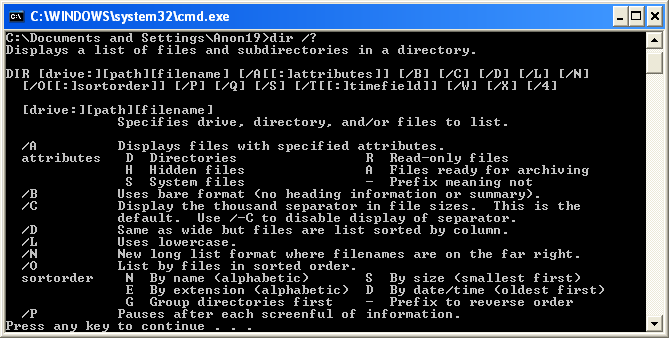 C:\WINDOWS\system32\cmd.exe
C:\Documents and Settings\Anon19>dir /?
Displays a list of files and subdirectories in a directory.

DIR [drive:][path][filename] [/A[[:]attributes]] [/B] [/C] [/D] [/L] [/N]
  [/O[[:]sortorder]] [/P] [/Q] [/S] [/T[[:]timefield]] [/W] [/X] [/4]

  [drive:][path][filename]
              Specifies drive, directory, and/or files to list.

  /A          Displays files with specified attributes.
  attributes   D  Directories                R  Read-only files
               H  Hidden files               A  Files ready for archiving
               S  System files               -  Prefix meaning not
  /B          Uses bare format (no heading information or summary).
  /C          Display the thousand separator in file sizes.  This is the
              default.  Use /-C to disable display of separator.
  /D          Same as wide but files are list sorted by column.
  /L          Uses lowercase.
  /N          New long list format where filenames are on the far right.
  /O          List by files in sorted order.
  sortorder    N  By name (alphabetic)       S  By size (smallest first)
               E  By extension (alphabetic)  D  By date/time (oldest first)
               G  Group directories first    -  Prefix to reverse order
  /P          Pauses after each screenful of information.
Press any key to continue . . .